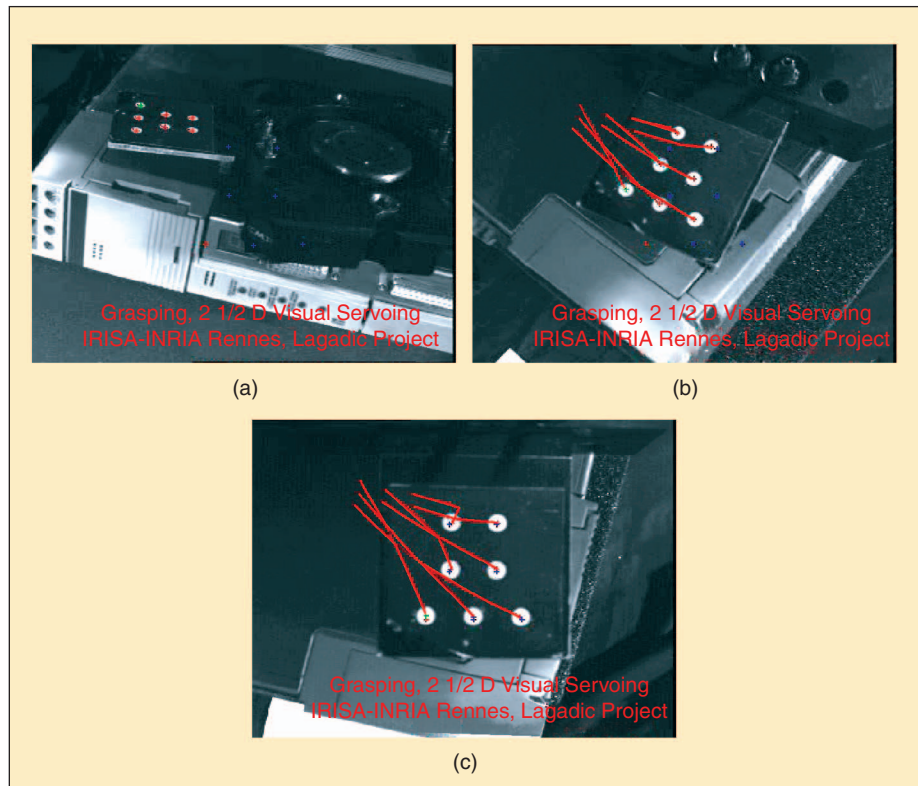 Grasping, 2 1/2 D Visual Servoing
IRISA-INRIA Rennes, Lagadic Project
(a)
Grasping, 2 1/2 D Visual Servoing
IRISA-INRIA Rennes, Lagadic Project
(b)
Grasping, 2 1/2 D Visual Servoing
IRISA-INRIA Rennes, Lagadic Project
(c)